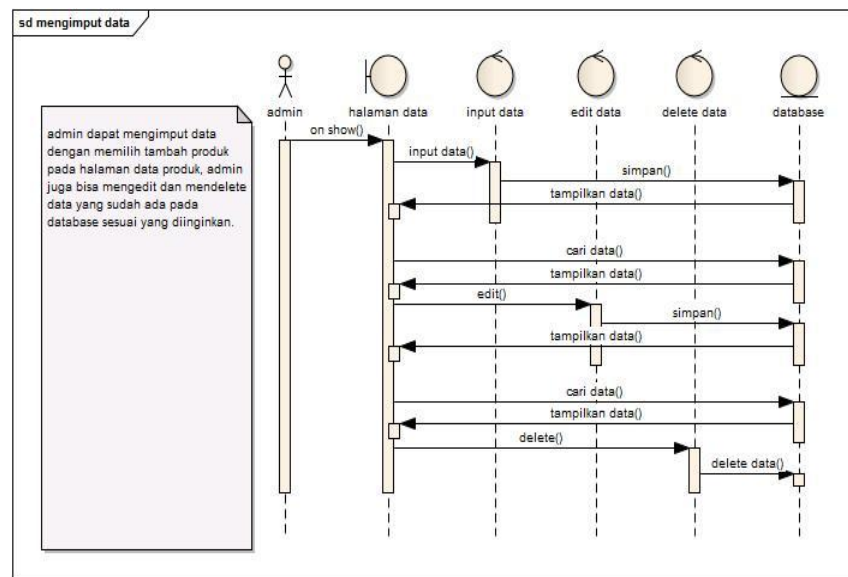 sd mengimput data
admin
halaman data
input data
edit data
delete data
database
admin dapat mengimput data
dengan memilih tambah produk
pada halaman data produk, admin
juga bisa mengedit dan mendelete
data yang sudah ada pada
database sesuai yang diinginkan.
on show()
input data()
simpan()
tampilkan data()
cari data()
tampilkan data()
edit()
simpan()
tampilkan data()
cari data()
tampilkan data()
delete()
delete data()